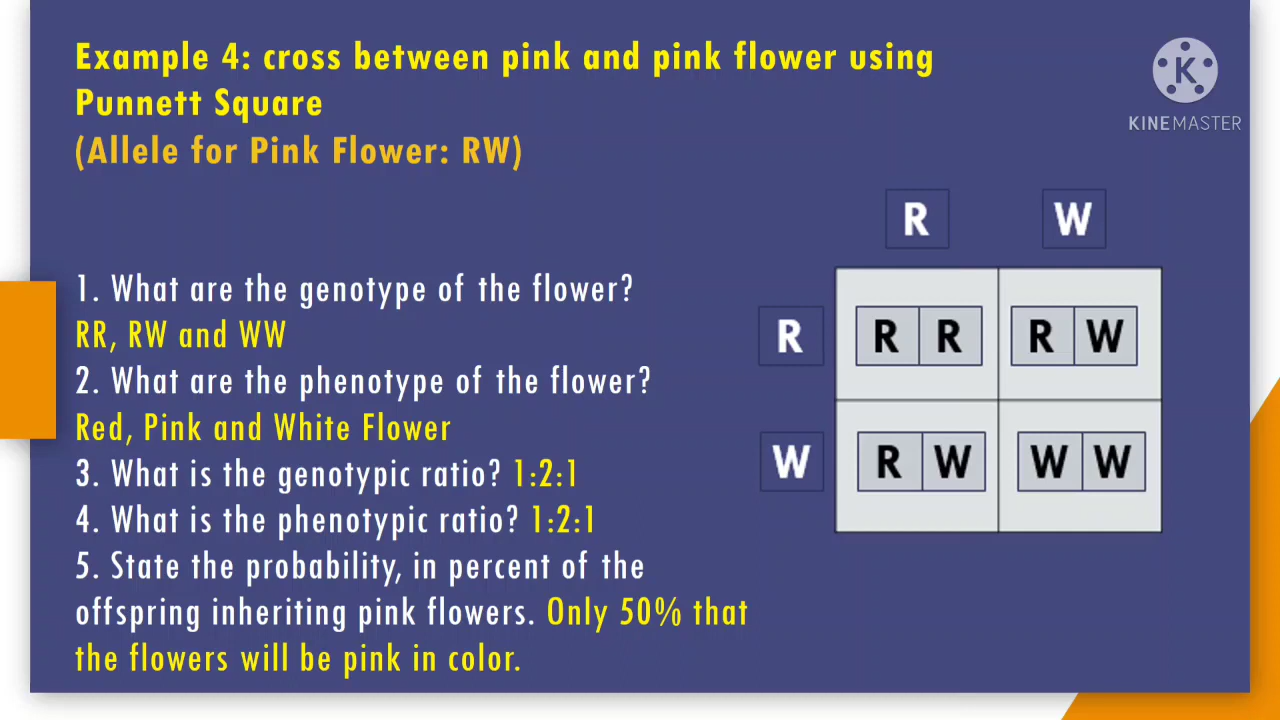 Example 4: cross between pink and pink flower using
Punnett Square
(Allele for Pink Flower: RW)
K
KINEMASTER
1. What are the genotype of the flower?
RR, RW and WW
2. What are the phenotype of the flower?
Red, Pink and White Flower
3. What is the genotypic ratio? 1:2:1
4. What is the phenotypic ratio? 1:2:1
5. State the probability, in percent of the
offspring inheriting pink flowers. Only 50% that
the flowers will be pink in color.
R W
R R R R W
W R W W W